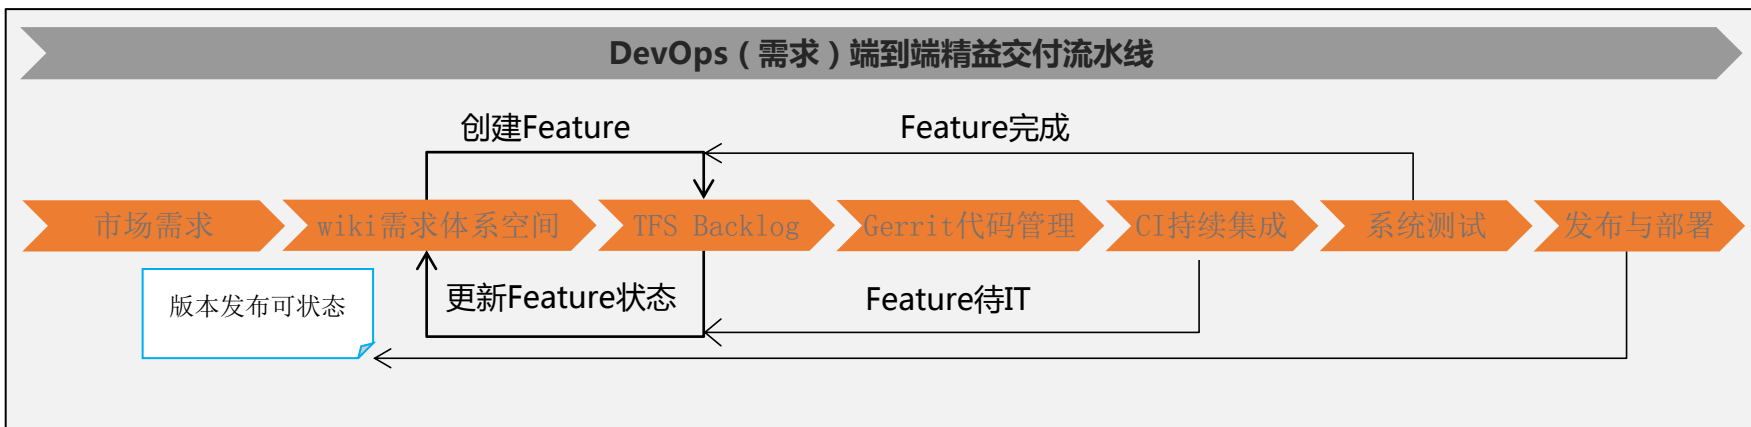 DevOps（需求）端到端精益交付流水线
创建Feature
Feature完成
市场需求
wiki需求体系空间
TFS Backlog
Gerrit代码管理
CI持续集成
系统测试
发布与部署
版本发布可状态
更新Feature状态
Feature待IT